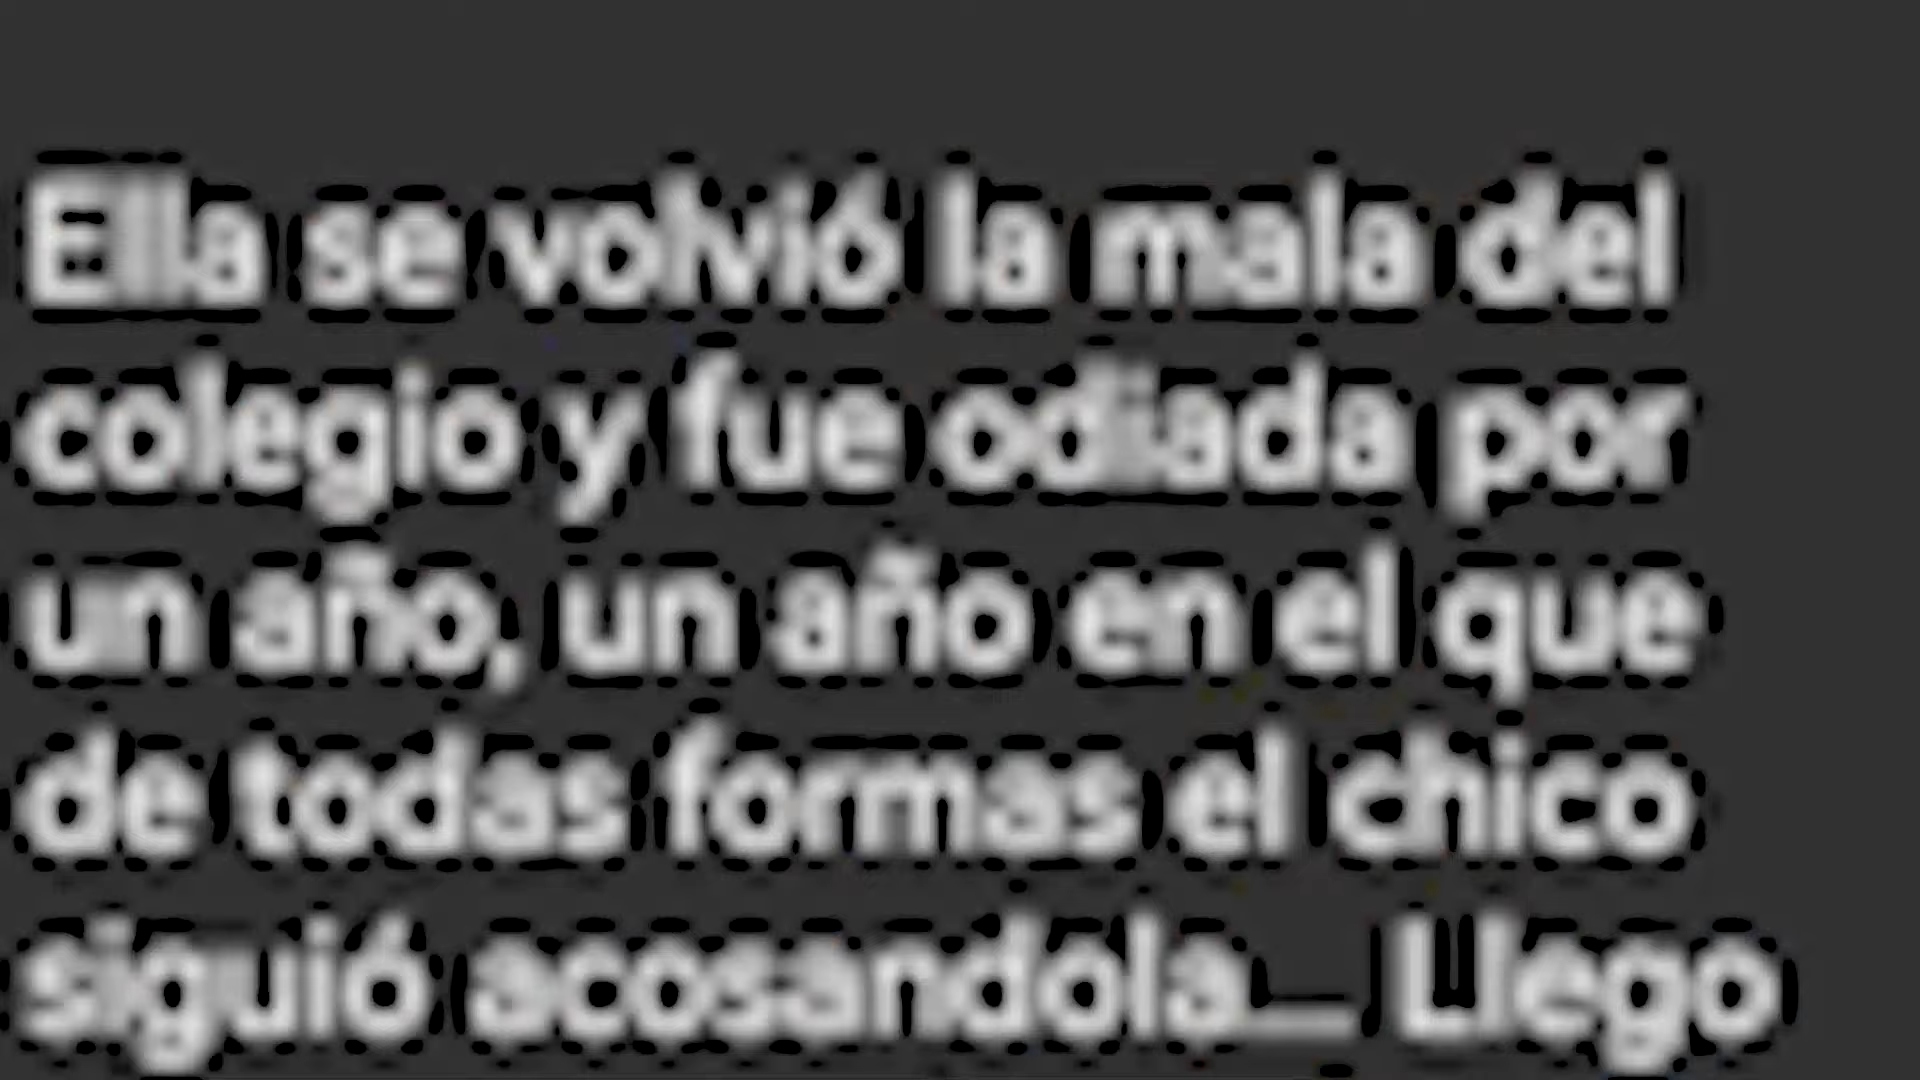 Ella se volvió la mala del
colegio y fue odiada por
un año, un año en el que
de todas formas el chico
siguió acosandola... Llego